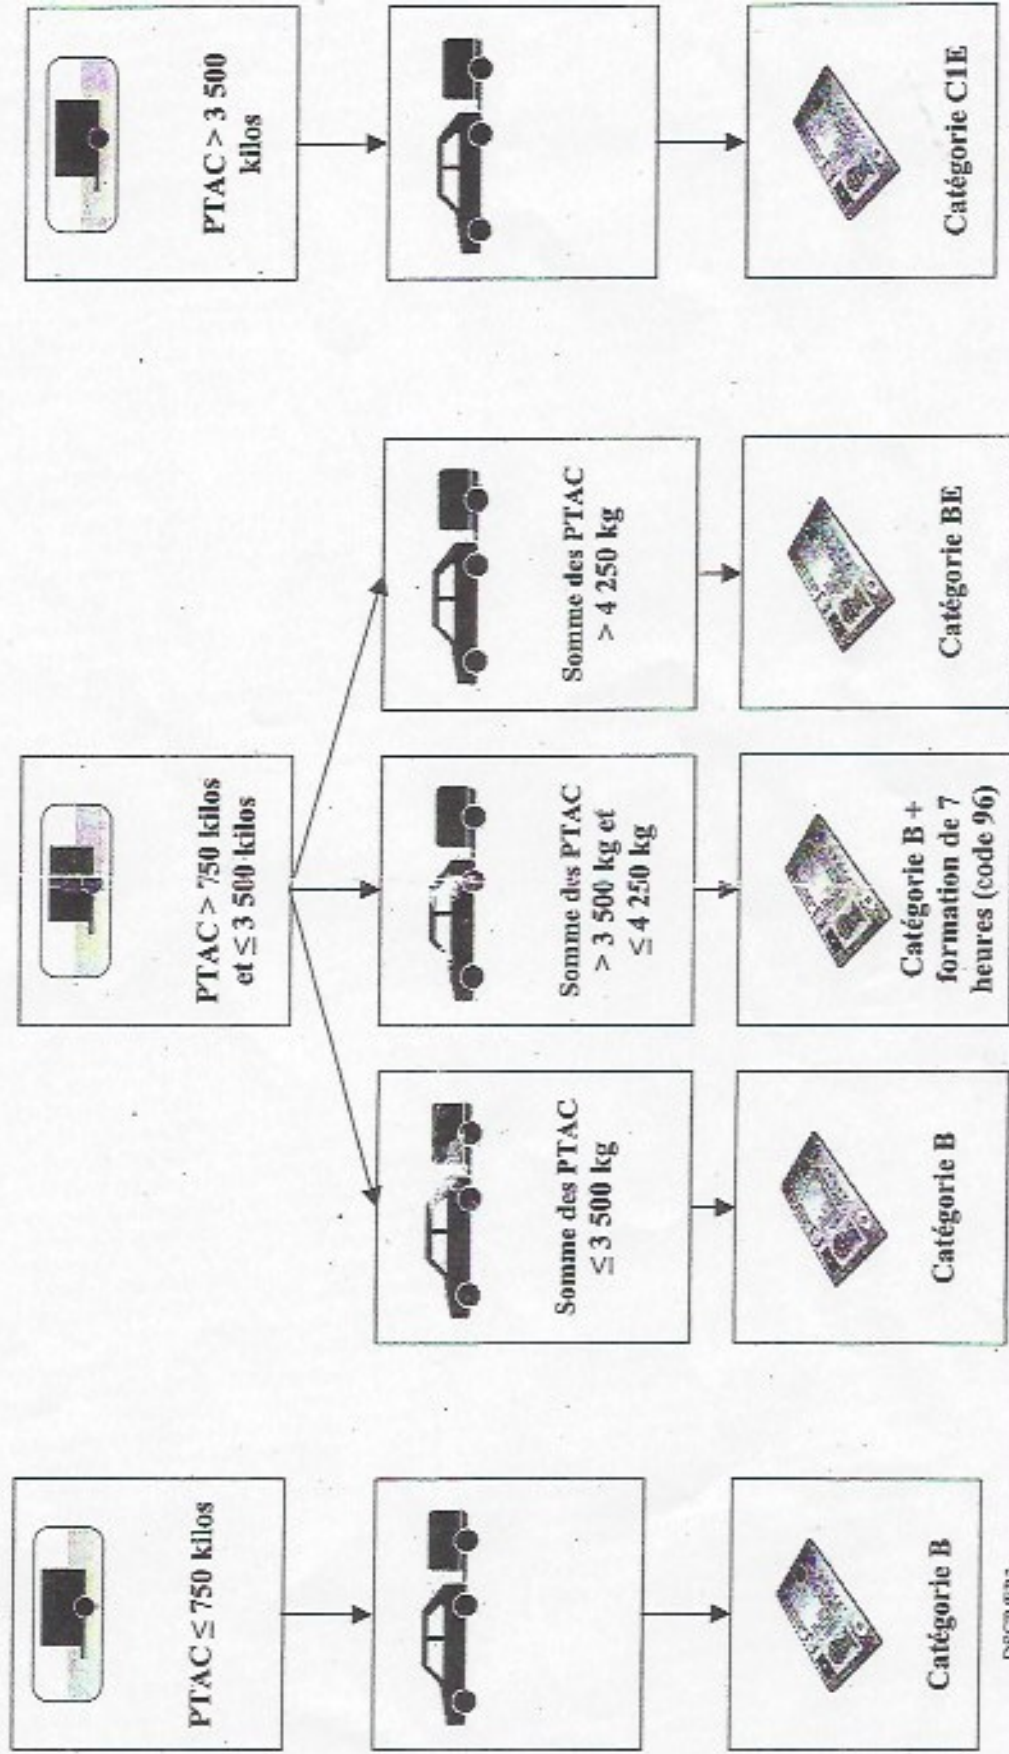 PTAC ≤ 750 kilos
Catégorie B
PTAC > 750 kilos
et ≤ 3 500 kilos
Somme des PTAC
≤ 3 500 kg
Catégorie B
Somme des PTAC
> 3 500 kg et
≤ 4 250 kg
Catégorie B +
formation de 7
heures (code 96)
Somme des PTAC
> 4 250 kg
Catégorie BE
PTAC > 3 500
kilos
Catégorie C1E